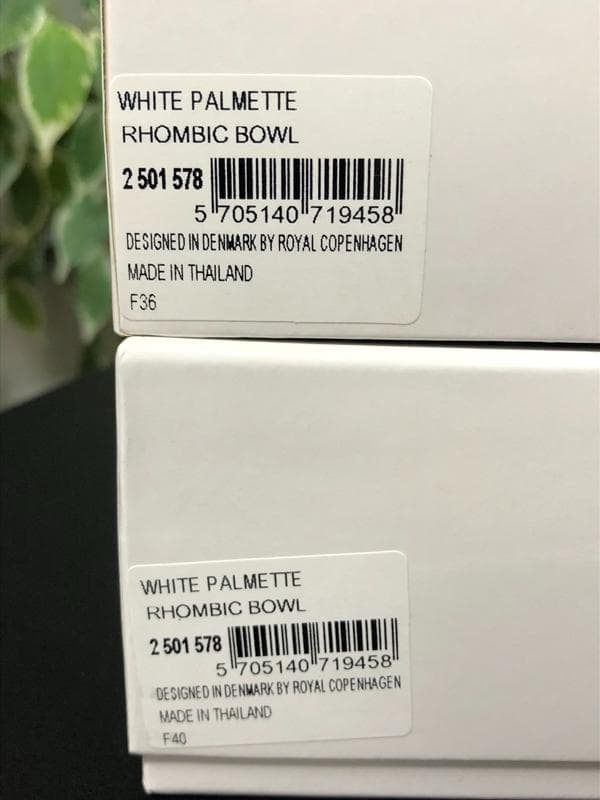 WHITE PALMETTE
RHOMBIC BOWL
2 501 578
5 705140 719458
DESIGNED IN DENMARK BY ROYAL COPENHAGEN
MADE IN THAILAND
F36
WHITE PALMETTE
RHOMBIC BOWL
2 501 578
5 705140 719458
DESIGNED IN DENMARK BY ROYAL COPENHAGEN
MADE IN THAILAND
F40